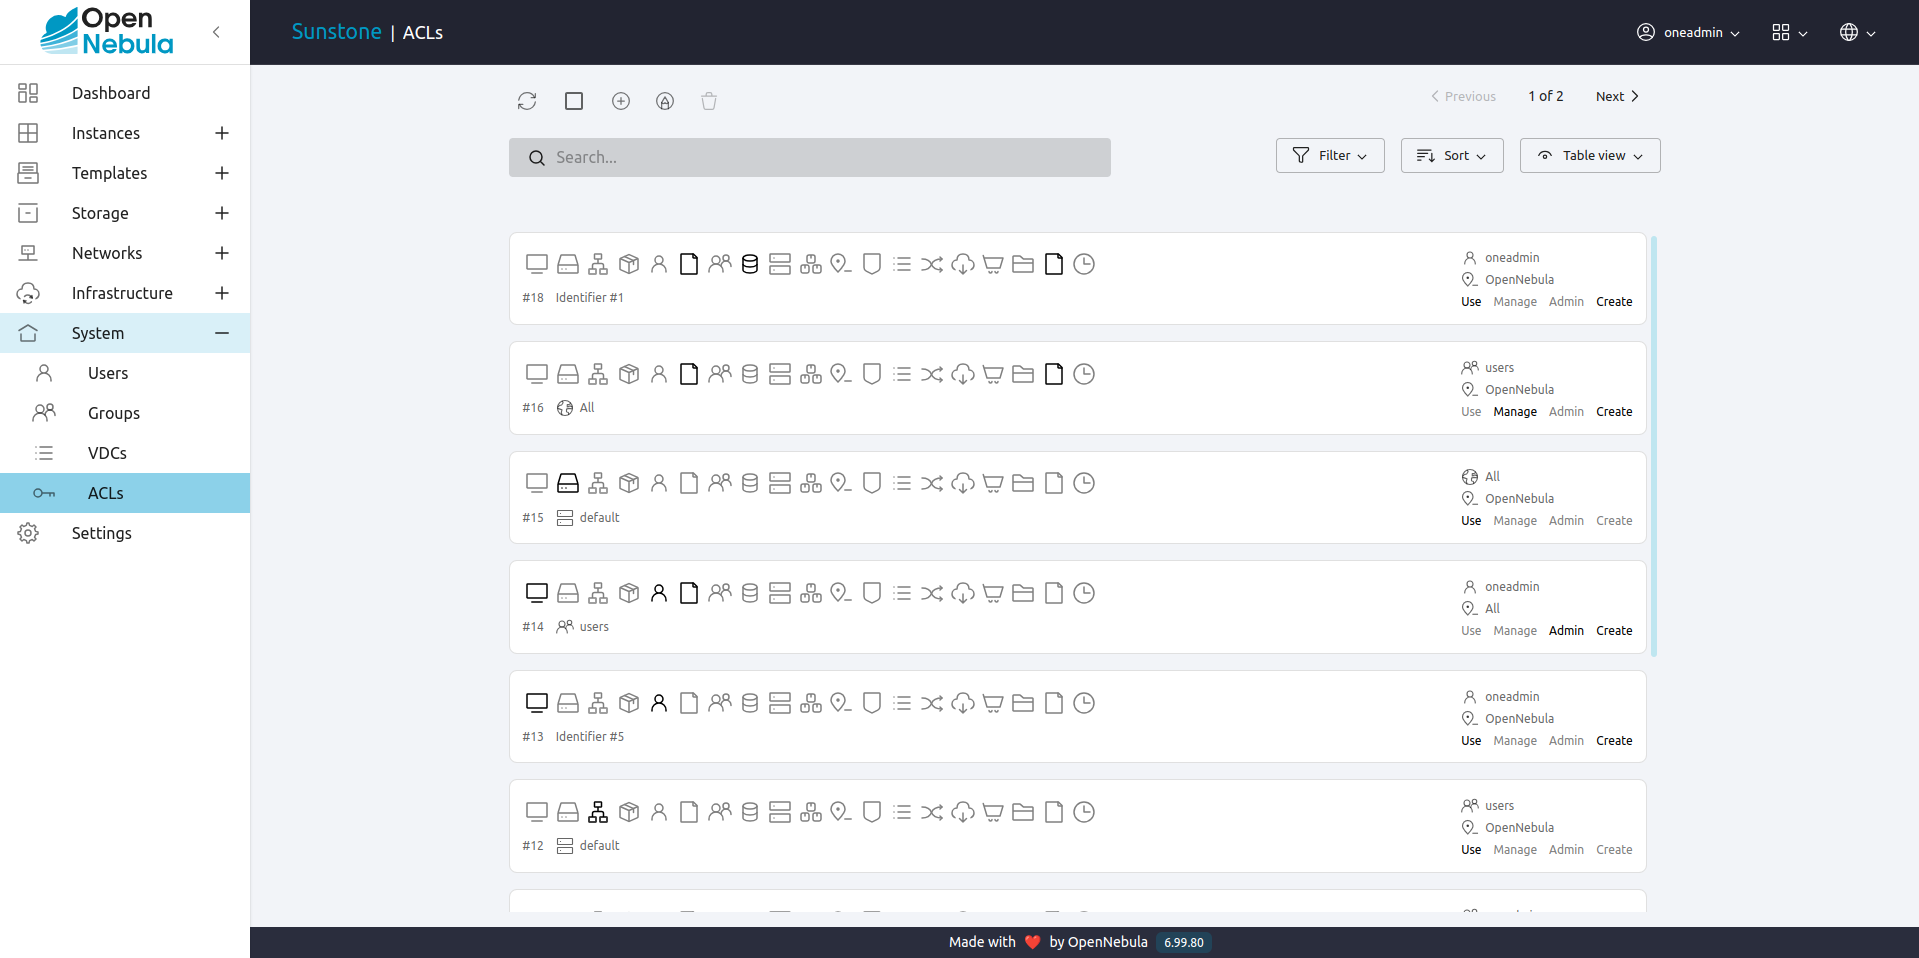 Open
Nebula
Sunstone | ACLs
oneadmin
Dashboard
Instances
Templates
Storage
Networks
Infrastructure
System
Users
Groups
VDCs
ACLs
Settings
Previous 1 of 2 Next
Search...
Filter Sort Table view
#18 Identifier #1
oneadmin
OpenNebula
Use Manage Admin Create
#16 All
users
OpenNebula
Use Manage Admin Create
#15 default
All
OpenNebula
Use Manage Admin Create
#14 users
oneadmin
All
Use Manage Admin Create
#13 Identifier #5
oneadmin
OpenNebula
Use Manage Admin Create
#12 default
users
OpenNebula
Use Manage Admin Create
Made with ❤️ by OpenNebula 6.99.80